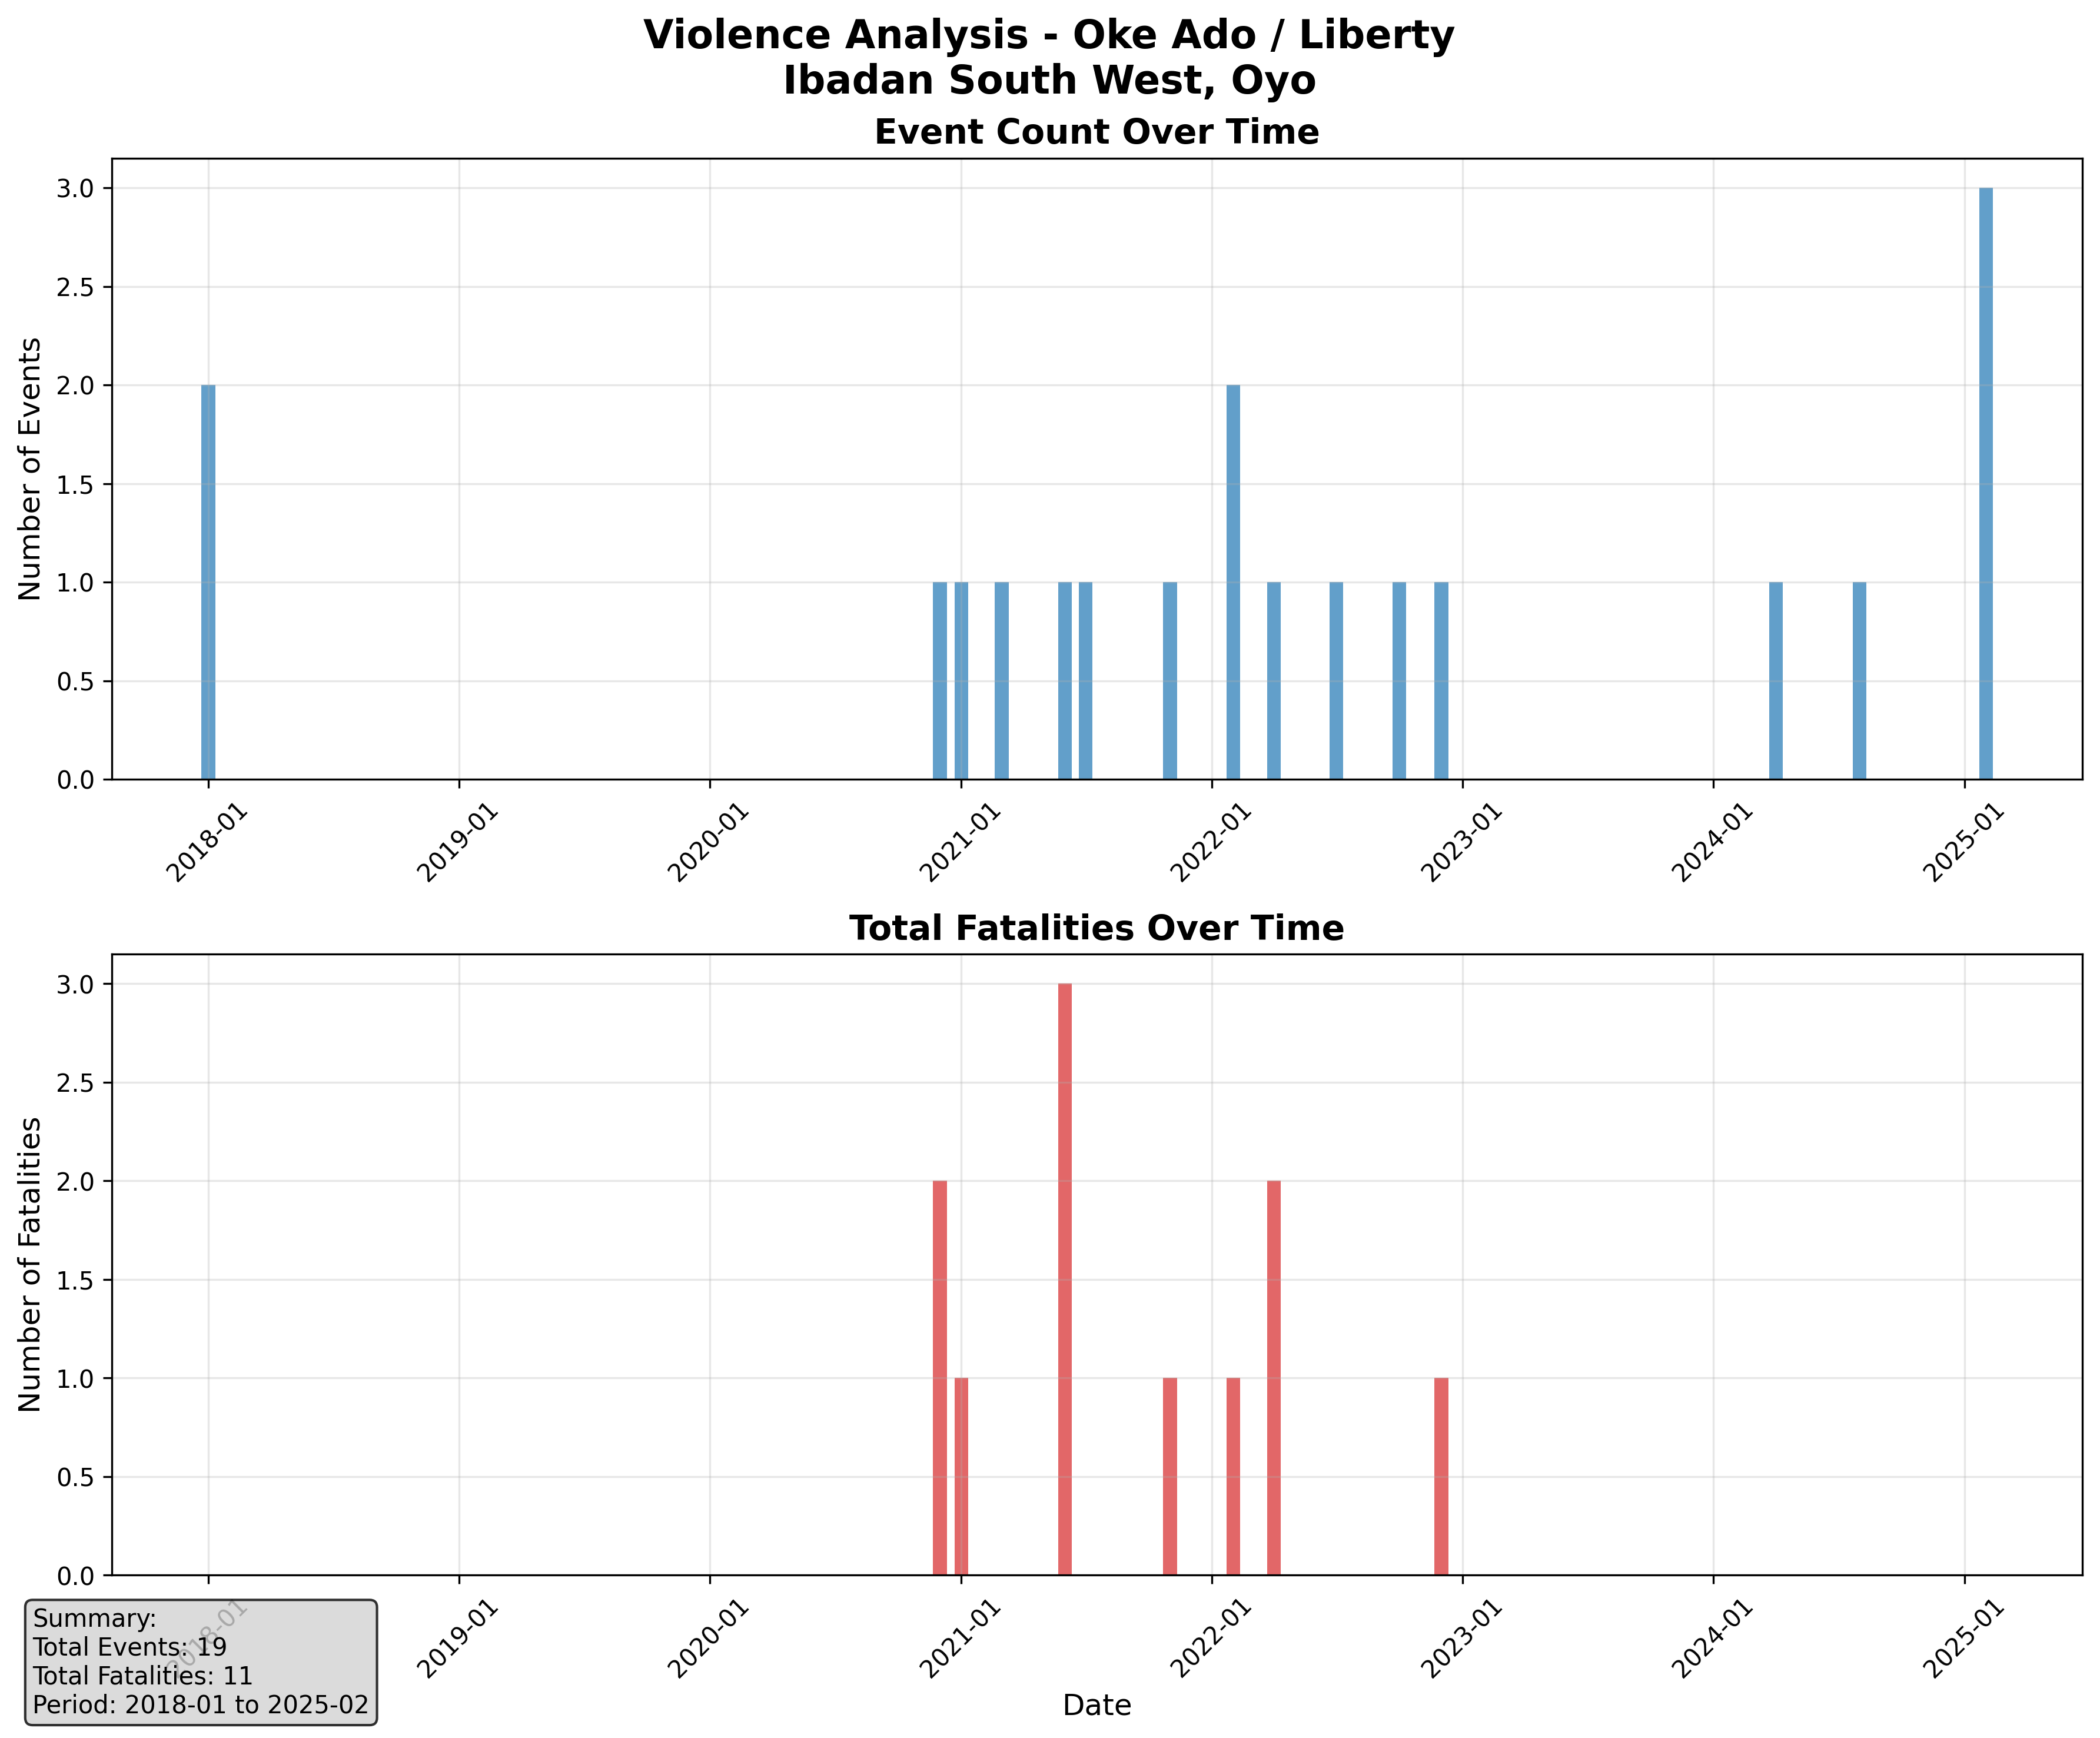 Violence Analysis - Oke Ado / Liberty
Ibadan South West, Oyo
Event Count Over Time
Number of Events
3.0
2.5
2.0
1.5
1.0
0.5
0.0
2018-01
2019-01
2020-01
2021-01
2022-01
2023-01
2024-01
2025-01
Total Fatalities Over Time
Number of Fatalities
3.0
2.5
2.0
1.5
1.0
0.5
0.0
2018-01
2019-01
2020-01
2021-01
2022-01
2023-01
2024-01
2025-01
Date
Summary:
Total Events: 19
Total Fatalities: 11
Period: 2018-01 to 2025-02